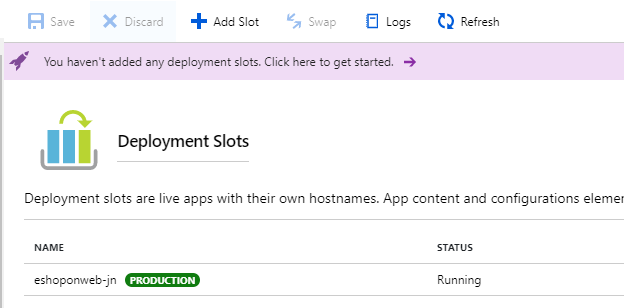 Save Discard Add Slot Swap Logs Refresh
You haven't added any deployment slots. Click here to get started.
Deployment Slots
Deployment slots are live apps with their own hostnames. App content and configurations
NAME STATUS
eshoponweb-jn PRODUCTION Running